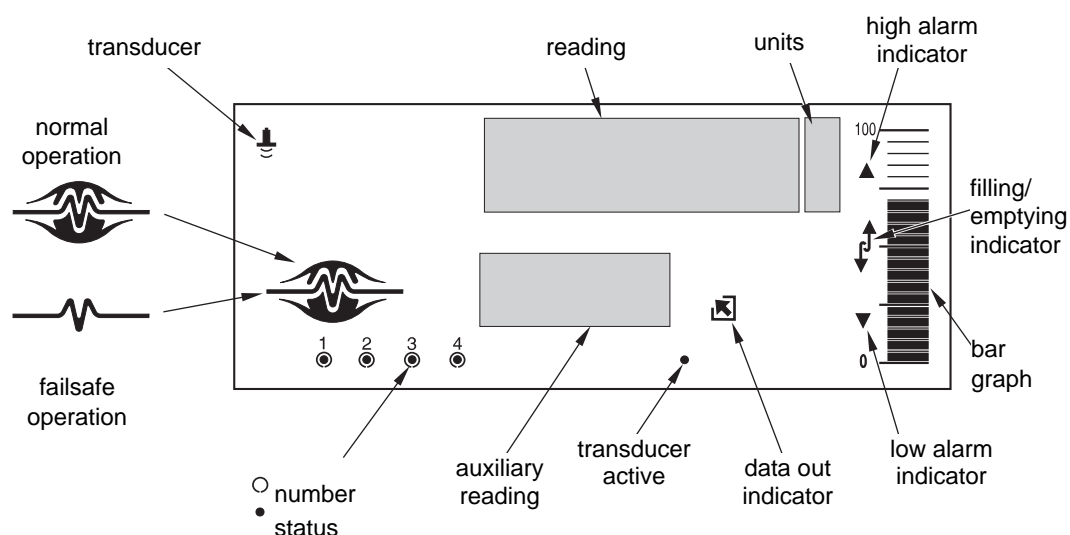 transducer
reading
units
high alarm
indicator
normal
operation
100
filling/
emptying
indicator
1 2 3 4
0
bar
graph
failsafe
operation
number
status
auxiliary
reading
transducer
active
data out
indicator
low alarm
indicator